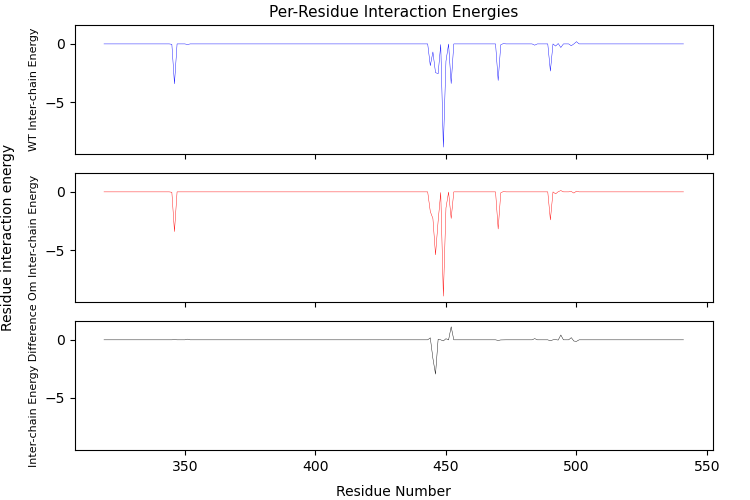 Per-Residue Interaction Energies
Residue interaction energy
WT Inter-chain Energy
0
−5
Om Inter-chain Energy
0
−5
Inter-chain Energy Difference
0
−5
350
400
450
500
550
Residue Number